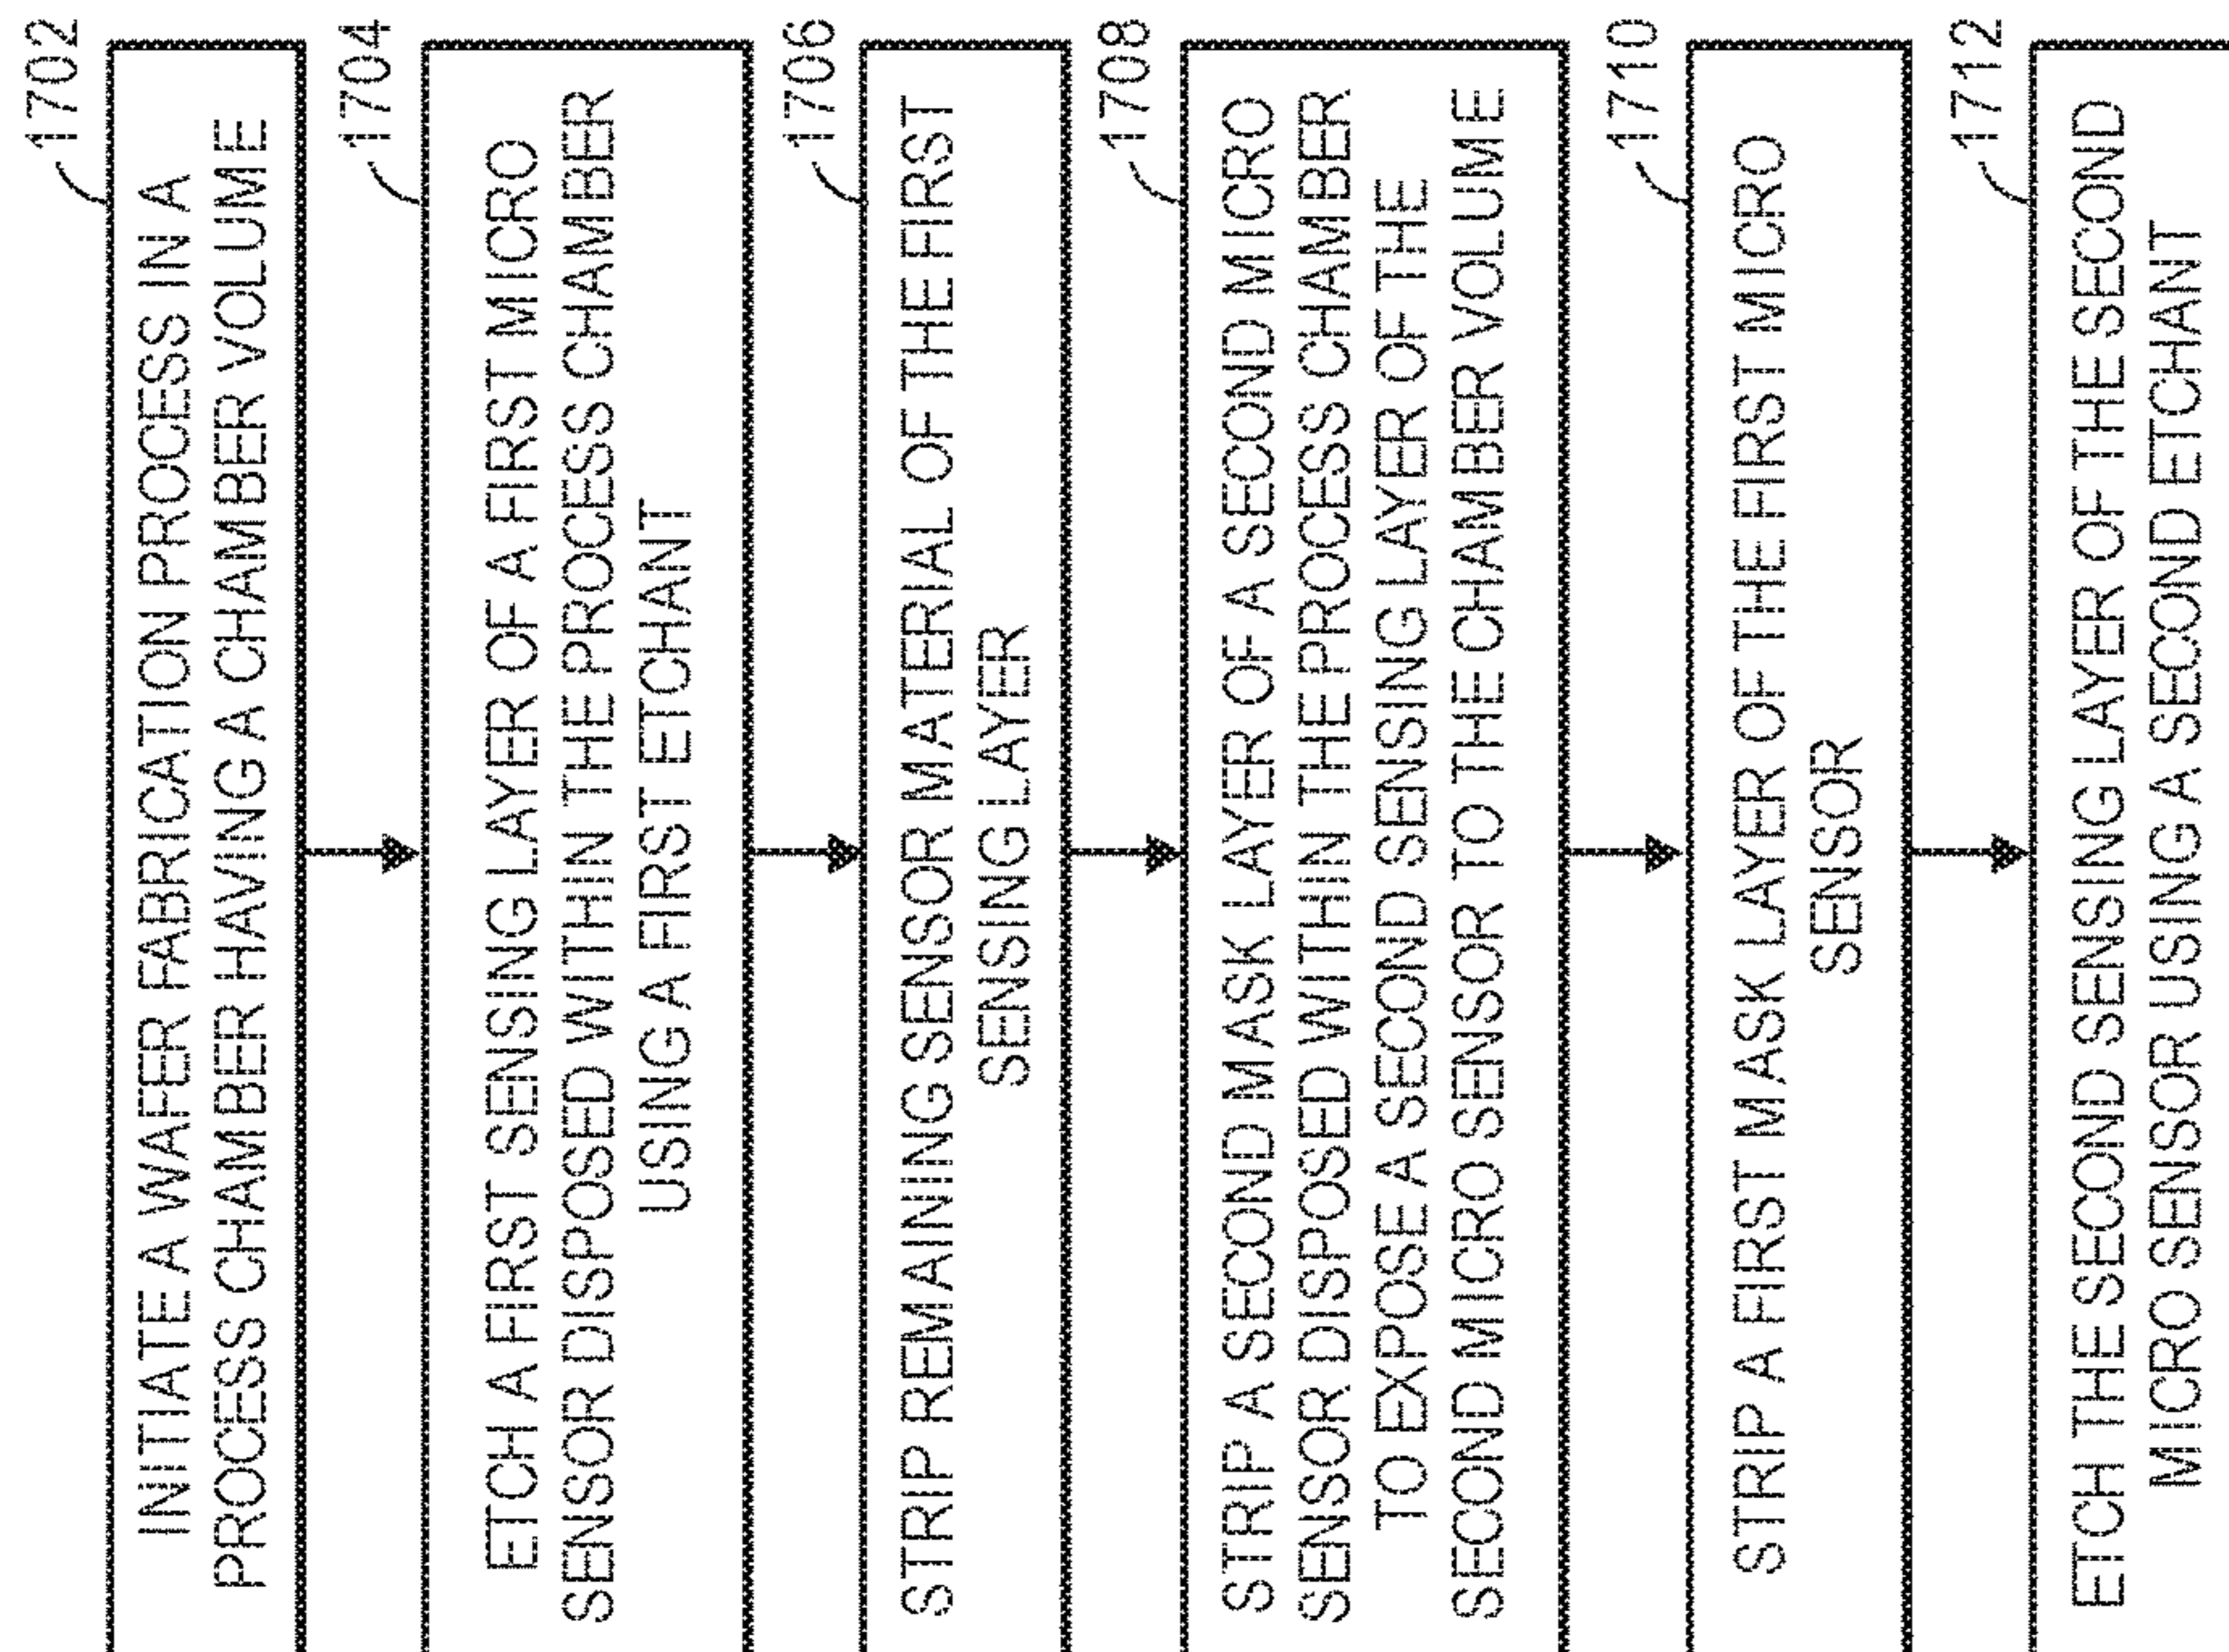 1702
INITIATE A WAFER FABRICATION PROCESS IN A
PROCESS CHAMBER HAVING A CHAMBER VOLUME
1704
ETCH A FIRST SENSING LAYER OF A FIRST MICRO
SENSOR DISPOSED WITHIN THE PROCESS CHAMBER
USING A FIRST ETCHANT
1706
STRIP REMAINING SENSOR MATERIAL OF THE FIRST
SENSING LAYER
1708
STRIP A SECOND MASK LAYER OF A SECOND MICRO
SENSOR DISPOSED WITHIN THE PROCESS CHAMBER
TO EXPOSE A SECOND SENSING LAYER OF THE
SECOND MICRO SENSOR TO THE CHAMBER VOLUME
1710
STRIP A FIRST MASK LAYER OF THE FIRST MICRO
SENSOR
1712
ETCH THE SECOND SENSING LAYER OF THE SECOND
MICRO SENSOR USING A SECOND ETCHANT